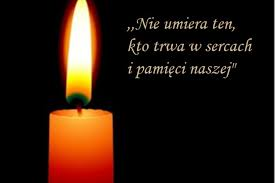 ,,Nie umiera ten,
kto trwa w sercach
i pamięci naszej"